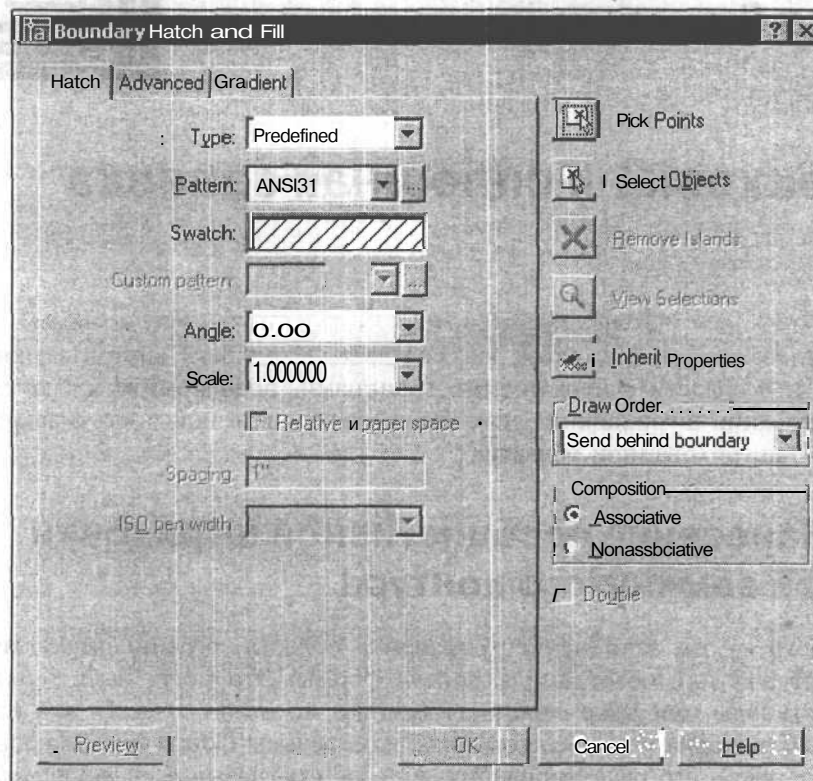 Boundary Hatch and Fill
Hatch Advanced Gradient
: Type: Predefined
Pattern: ANSI31 ...
Swatch:
Custom pattern: ...
Angle: 0.00
Scale: 1.000000
Relative и paper space
Spacing: 1"
ISO pen width:
Pick Points
Select Objects
Remove Islands
View Selections
Inherit Properties
Draw Order
Send behind boundary
Composition
Associative
Nonassbciative
Double
Preview OK Cancel Help